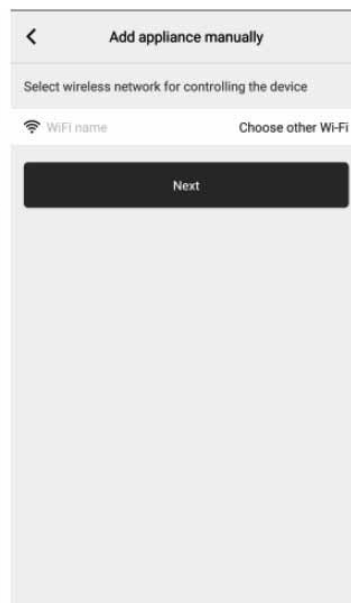 Add appliance manually
Select wireless network for controlling the device
WiFi name Choose other Wi-Fi
Next